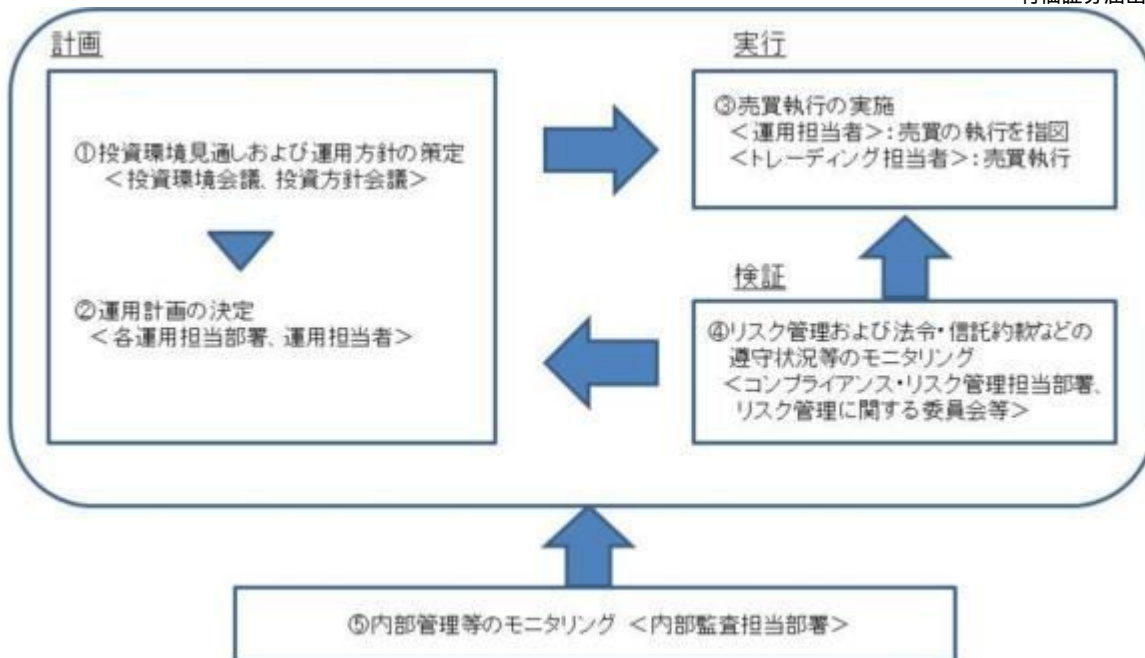 計画
①投資環境見通しおよび運用方針の策定
＜投資環境会議、投資方針会議＞
②運用計画の決定
＜各運用担当部署、運用担当者＞
実行
③売買執行の実施
＜運用担当者＞：売買の執行を指図
＜トレーディング担当者＞：売買執行
検証
④リスク管理および法令・信託約款などの
遵守状況等のモニタリング
＜コンプライアンス・リスク管理担当部署、
リスク管理に関する委員会等＞
⑤内部管理等のモニタリング ＜内部監査担当部署＞